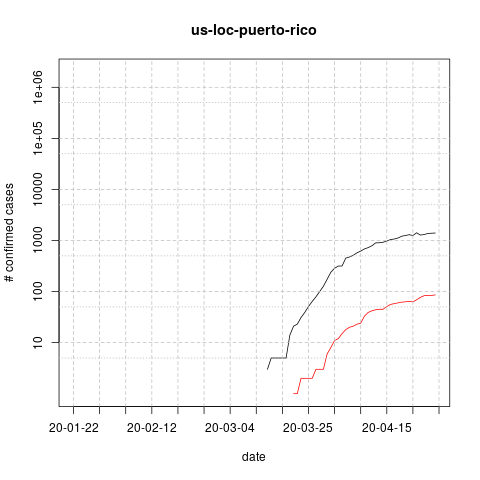 us-loc-puerto-rico
# confirmed cases
1e+06
1e+05
10000
1000
100
10
20-01-22 20-02-12 20-03-04 20-03-25 20-04-15
date